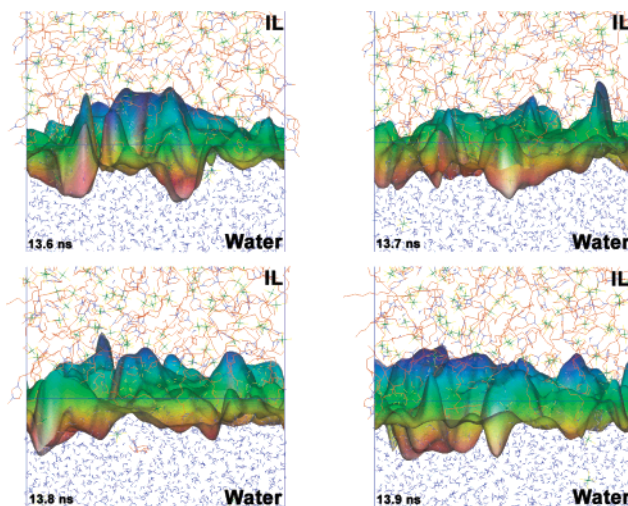 IL
13.6 ns
Water
IL
13.7 ns
Water
IL
13.8 ns
Water
IL
13.9 ns
Water